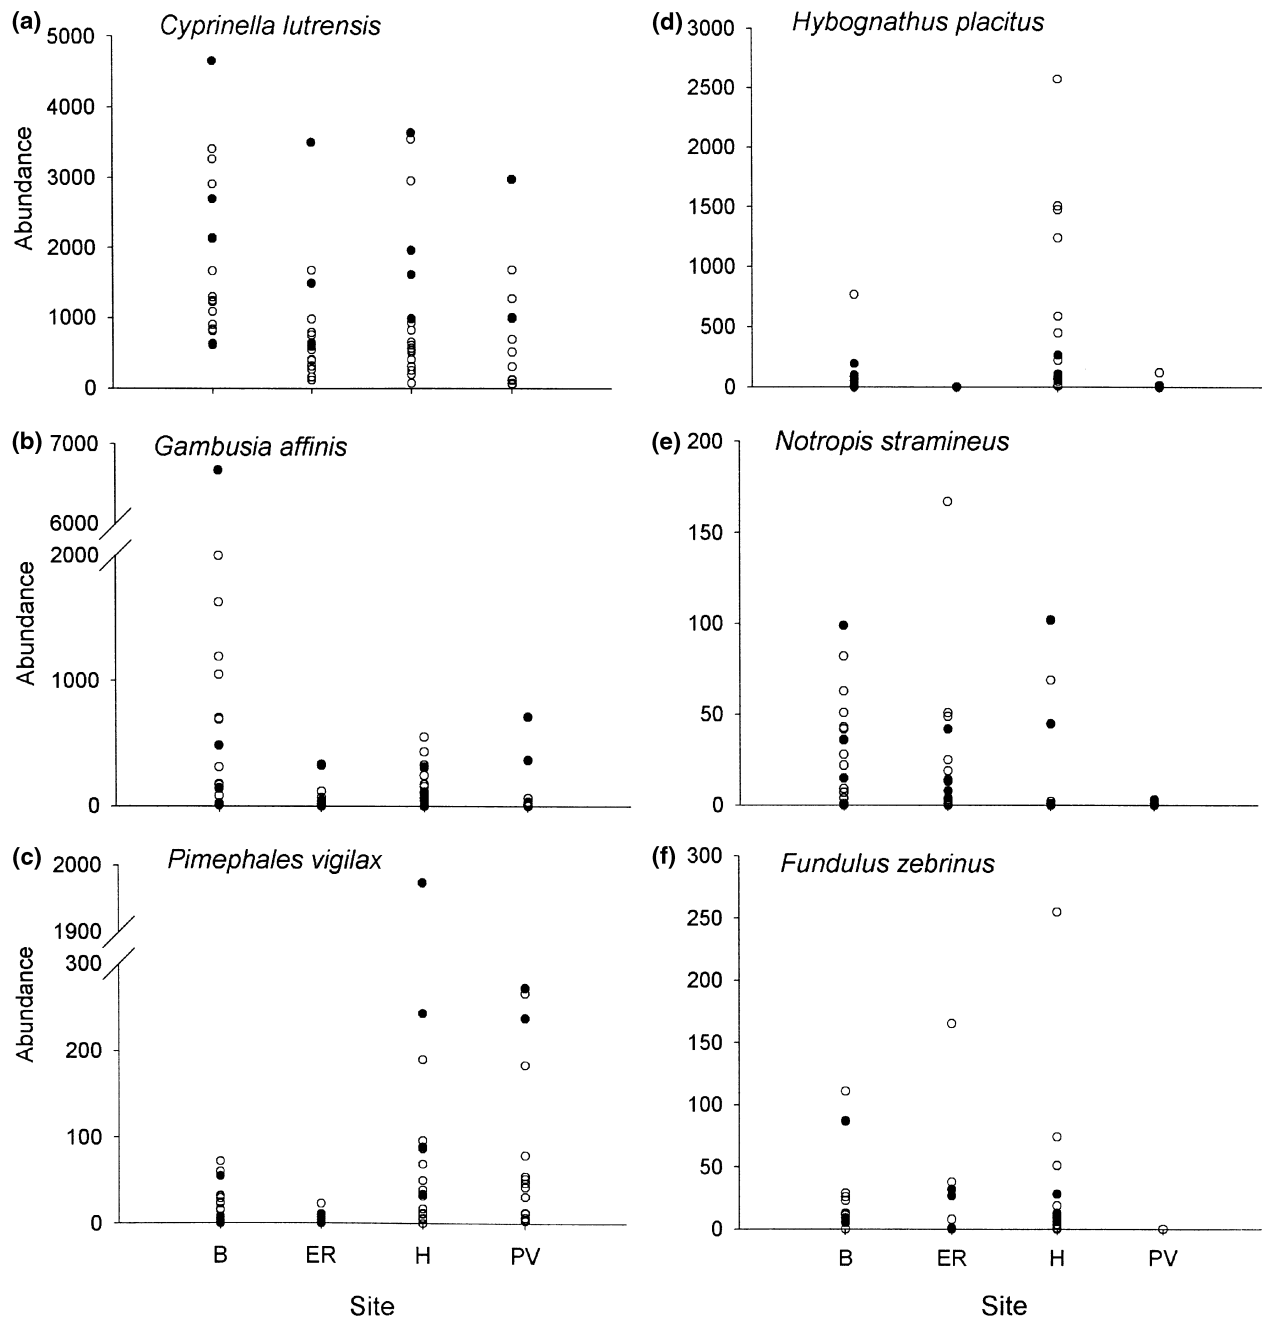 (a) Cyprinella lutrensis
5000
4000
3000
2000
1000
0
Abundance
(b) Gambusia affinis
7000
6000
2000
1000
0
Abundance
(c) Pimephales vigilax
2000
1900
300
200
100
0
Abundance
B ER H PV
Site
(d) Hybognathus placitus
3000
2500
2000
1500
1000
500
0
(e) Notropis stramineus
200
150
100
50
0
(f) Fundulus zebrinus
300
250
200
150
100
50
0
B ER H PV
Site